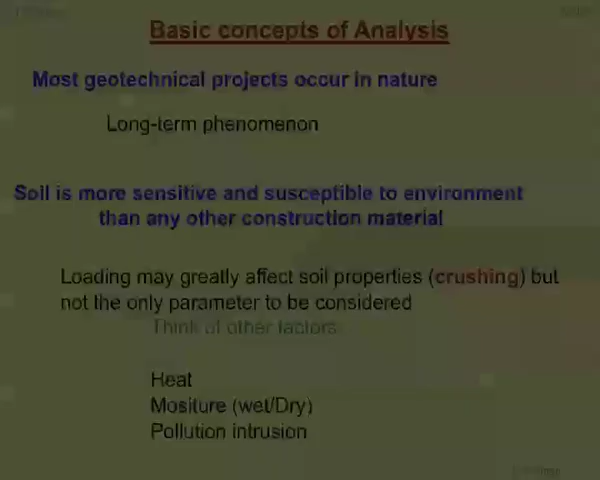 Basic concepts of Analysis
Most geotechnical projects occur in nature
Long-term phenomenon
Soil is more sensitive and susceptible to environment
than any other construction material
Loading may greatly affect soil properties (crushing) but
not the only parameter to be considered
Think of other factors
Heat
Mositure (wet/Dry)
Pollution intrusion